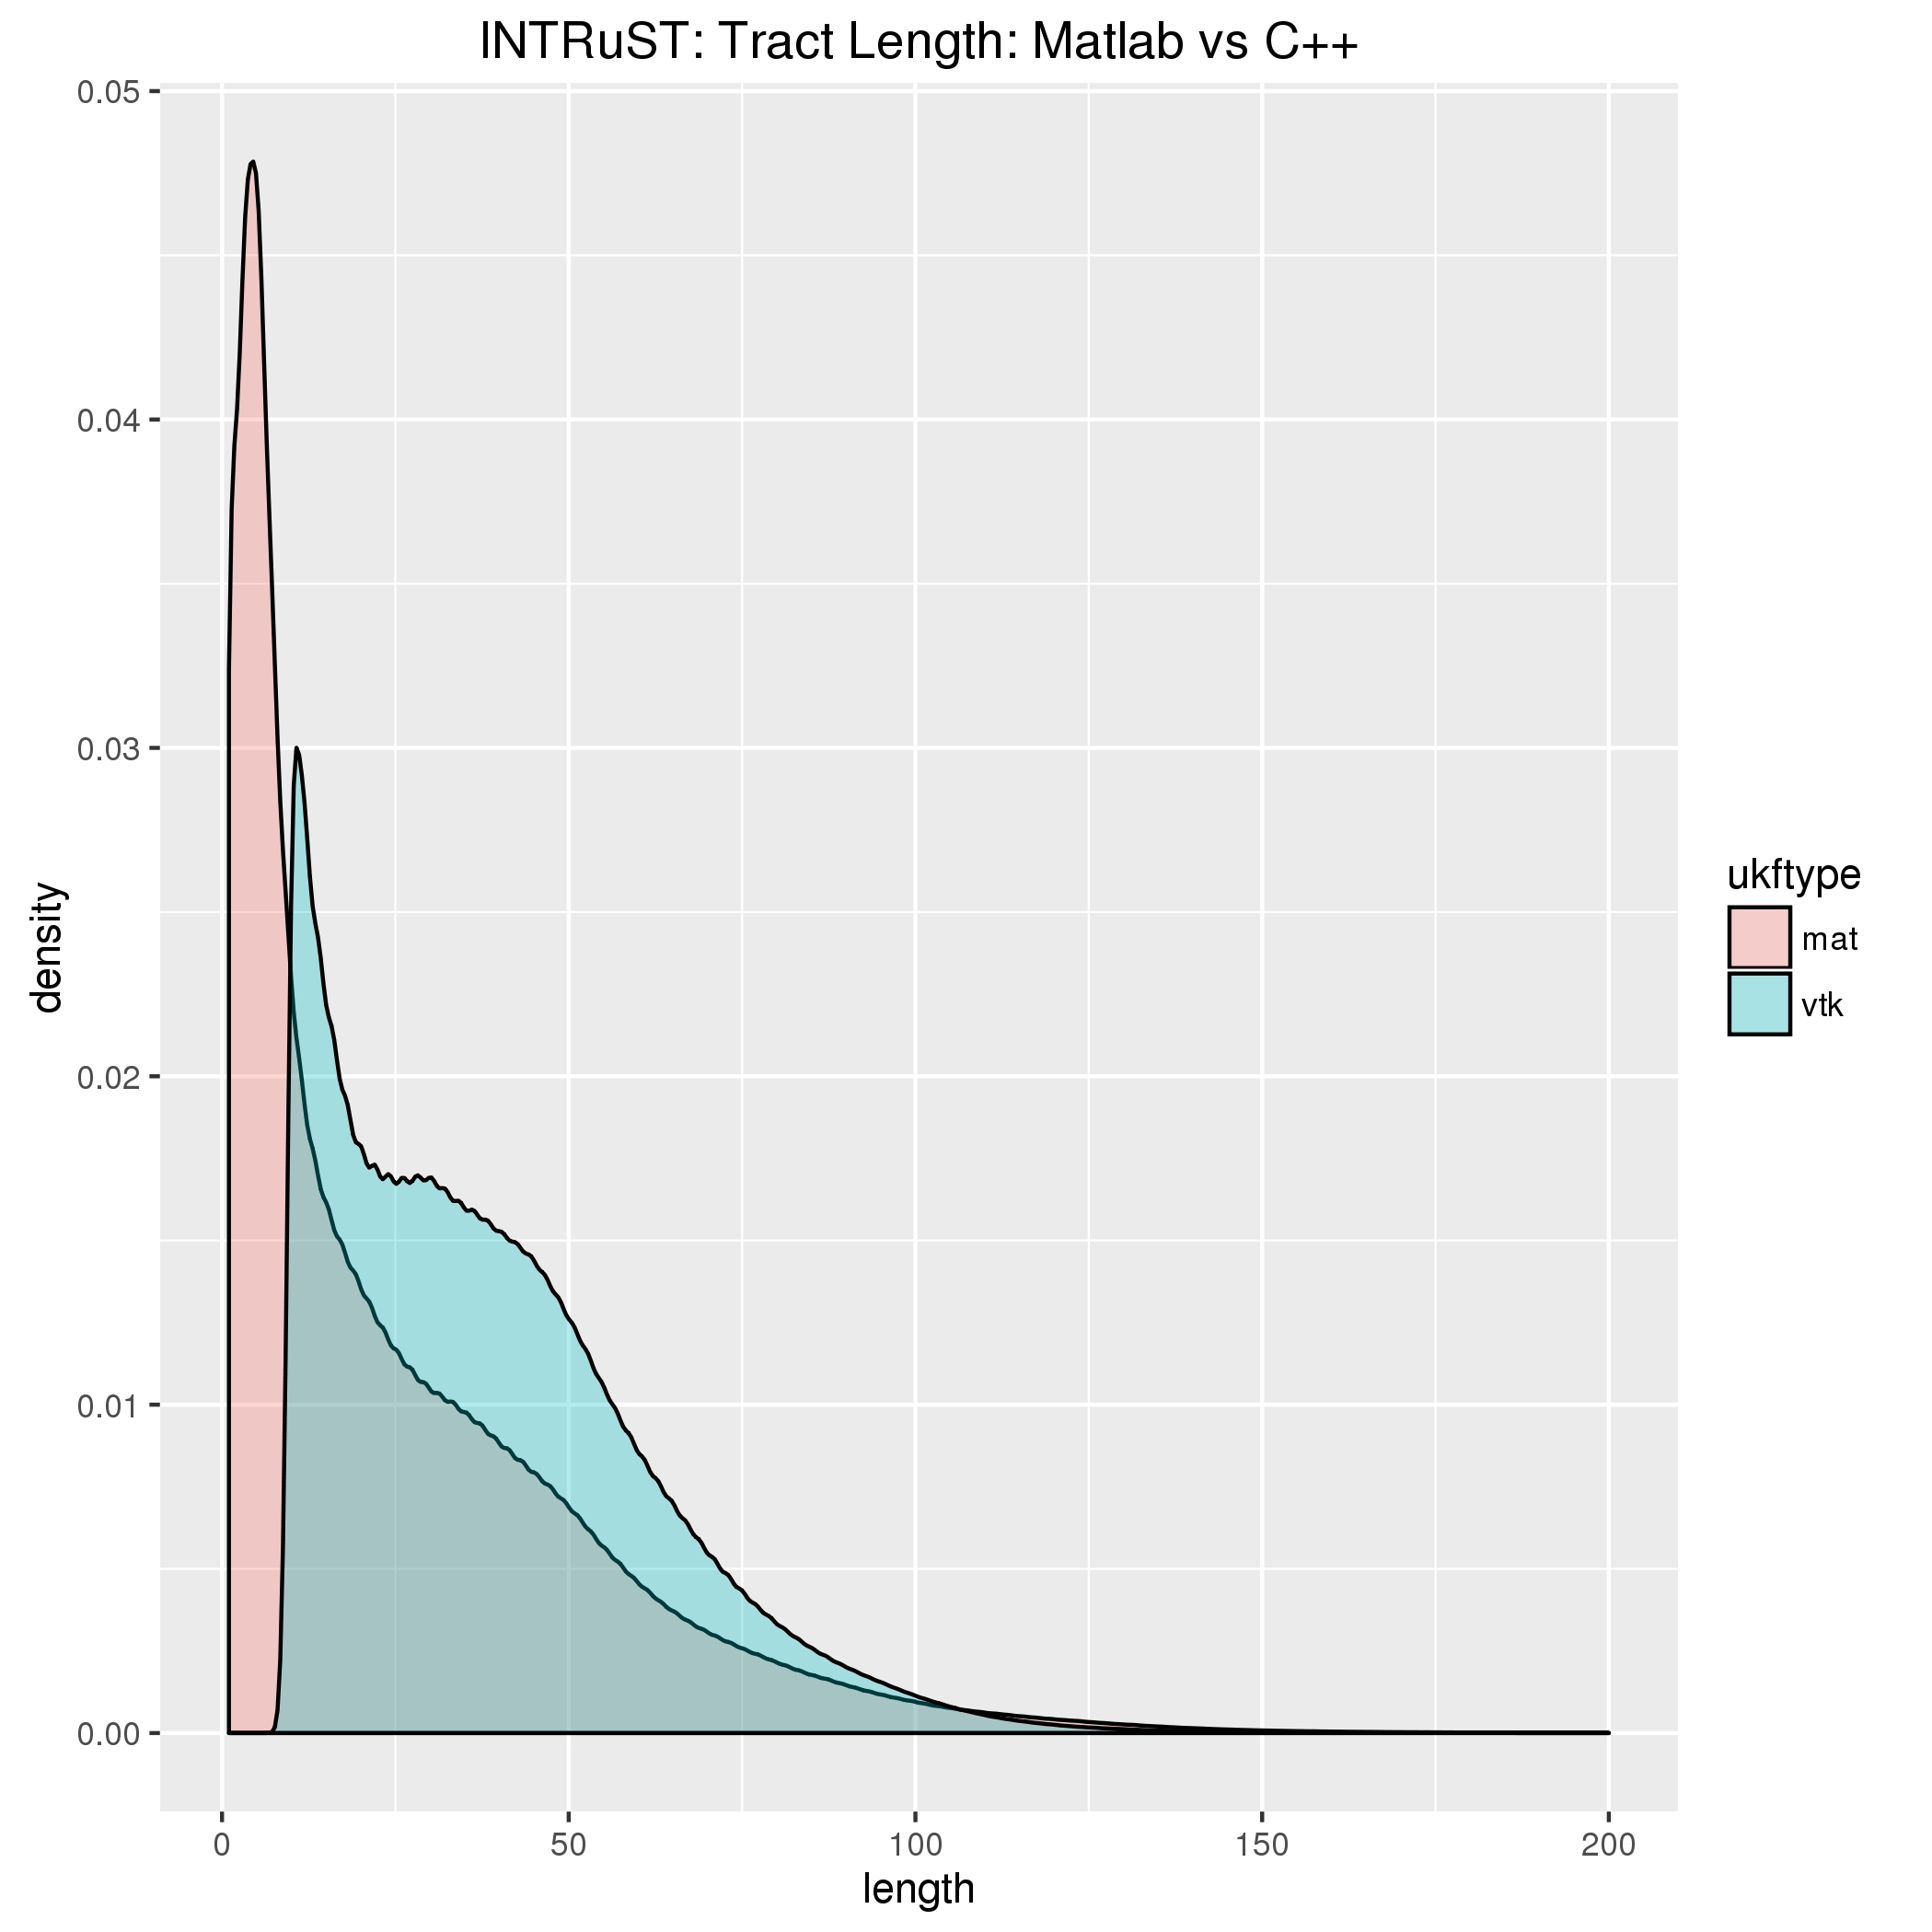 INTRuST: Tract Length: Matlab vs C++
0.05
0.04
0.03
0.02
0.01
0.00
density
0 50 100 150 200
length
ukftype
mat
vtk